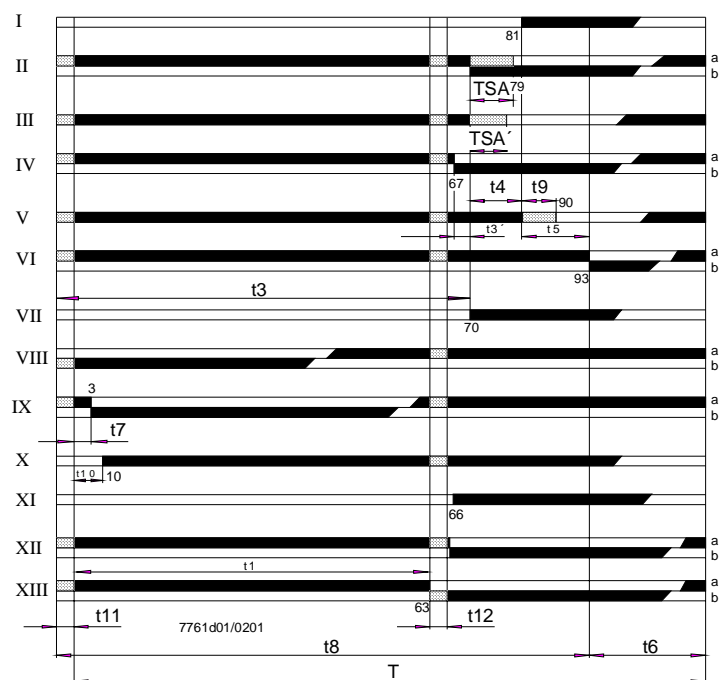 I
81
II a
b
TSA 79
III
TSA´
IV a
b
67 t4 t9
90
V
t3´ t5
VI a
b
93
t3
VII
70
VIII a
b
3
IX a
b
t7
X
t10 10
XI
66
XII a
b
t1
XIII a
b
63
t11 7761d01/0201 t12
t8 t6
T